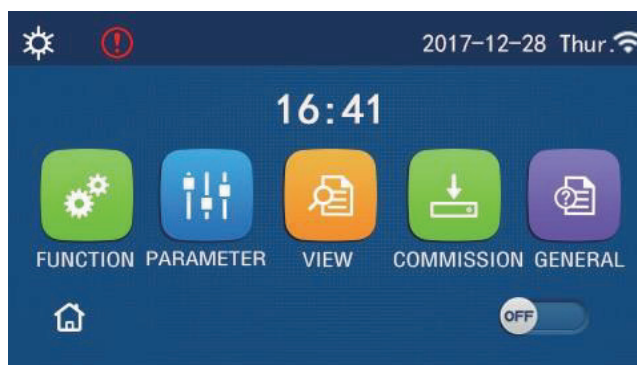 2017-12-28 Thur.
16:41
FUNCTION PARAMETER VIEW COMMISSION GENERAL
OFF